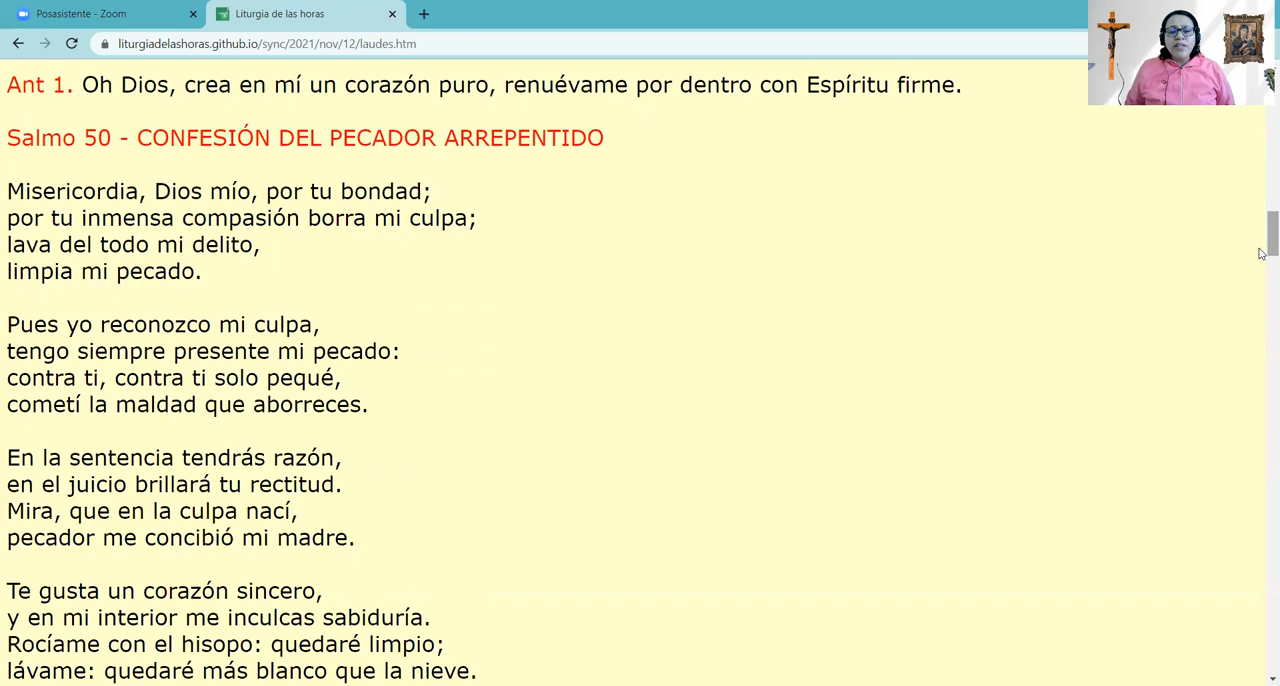 Posasistente - Zoom
Liturgia de las horas
liturgiadelashoras.github.io/sync/2021/nov/12/laudes.htm
Ant 1. Oh Dios, crea en mí un corazón puro, renuévame por dentro con Espíritu firme.
Salmo 50 - CONFESIÓN DEL PECADOR ARREPENTIDO
Misericordia, Dios mío, por tu bondad;
por tu inmensa compasión borra mi culpa;
lava del todo mi delito,
limpia mi pecado.
Pues yo reconozco mi culpa,
tengo siempre presente mi pecado:
contra ti, contra ti solo pequé,
cometí la maldad que aborreces.
En la sentencia tendrás razón,
en el juicio brillará tu rectitud.
Mira, que en la culpa nací,
pecador me concibió mi madre.
Te gusta un corazón sincero,
y en mi interior me inculcas sabiduría.
Rocíame con el hisopo: quedaré limpio;
lávame: quedaré más blanco que la nieve.